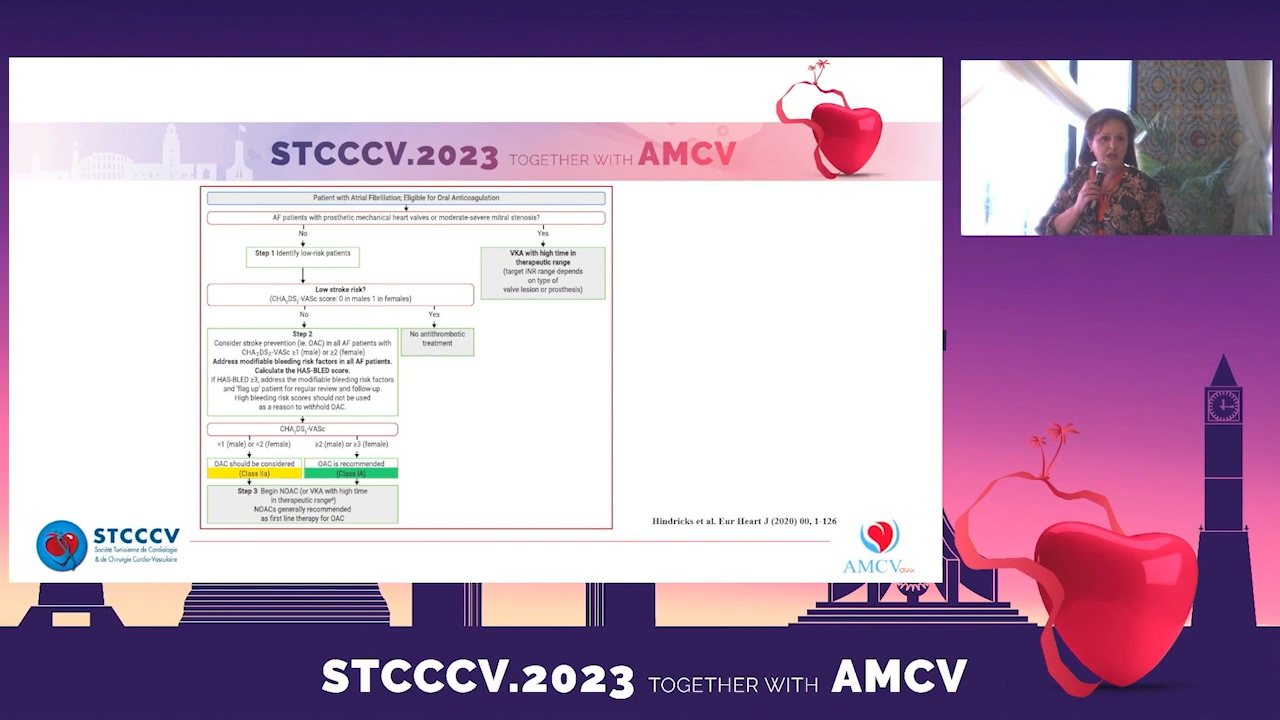 STCCCV.2023 TOGETHER WITH AMCV
Patient with Atrial Fibrillation; Eligible for Oral Anticoagulation
AF patients with prosthetic mechanical heart valves or moderate-severe mitral stenosis?
No
Yes
Step 1 Identify low-risk patients
VKA with high time in
therapeutic range
(target INR range depends
on type of
valve lesion or prosthesis)
Low stroke risk?
(CHA₂DS₂-VASc score: 0 in males 1 in females)
No
Yes
No antithrombotic
treatment
Step 2
Consider stroke prevention (ie. OAC) in all AF patients with
CHA₂DS₂-VASc ≥1 (male) or ≥2 (female)
Address modifiable bleeding risk factors in all AF patients.
Calculate the HAS-BLED score.
If HAS-BLED ≥3, address the modifiable bleeding risk factors
and 'flag up' patient for regular review and follow-up.
High bleeding risk scores should not be used
as a reason to withhold OAC.
CHA₂DS₂-VASc
=1 (male) or =2 (female)
≥2 (male) or ≥3 (female)
OAC should be considered
(Class IIa)
OAC is recommended
(Class IA)
Step 3 Begin NOAC (or VKA with high time
in therapeutic range*)
NOACs generally recommended
as first line therapy for OAC
Hindricks et al. Eur Heart J (2020) 00, 1-126
STCCCV
Société Tunisienne de Cardiologie
& de Chirurgie Cardio-Vasculaire
AMCV SFAX
STCCCV.2023 TOGETHER WITH AMCV